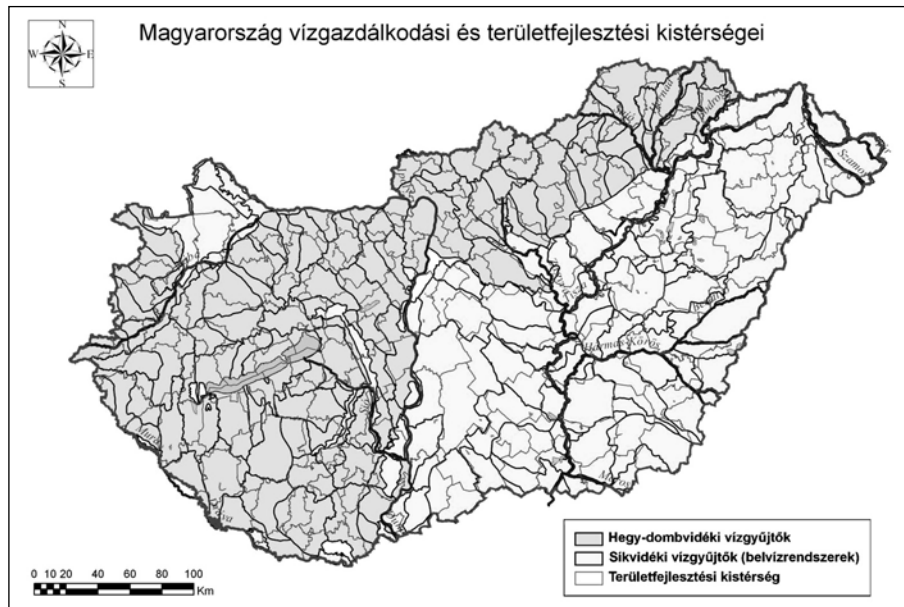 Magyarország vízgazdálkodási és területfejlesztési kistérségei
N
W E
S
Szamos
Hármas-Körös
Maros
Hegy-dombvidéki vízgyűjtők
Síkvidéki vízgyűjtők (belvízrendszerek)
Területfejlesztési kistérség
0 10 20 40 60 80 100
Km